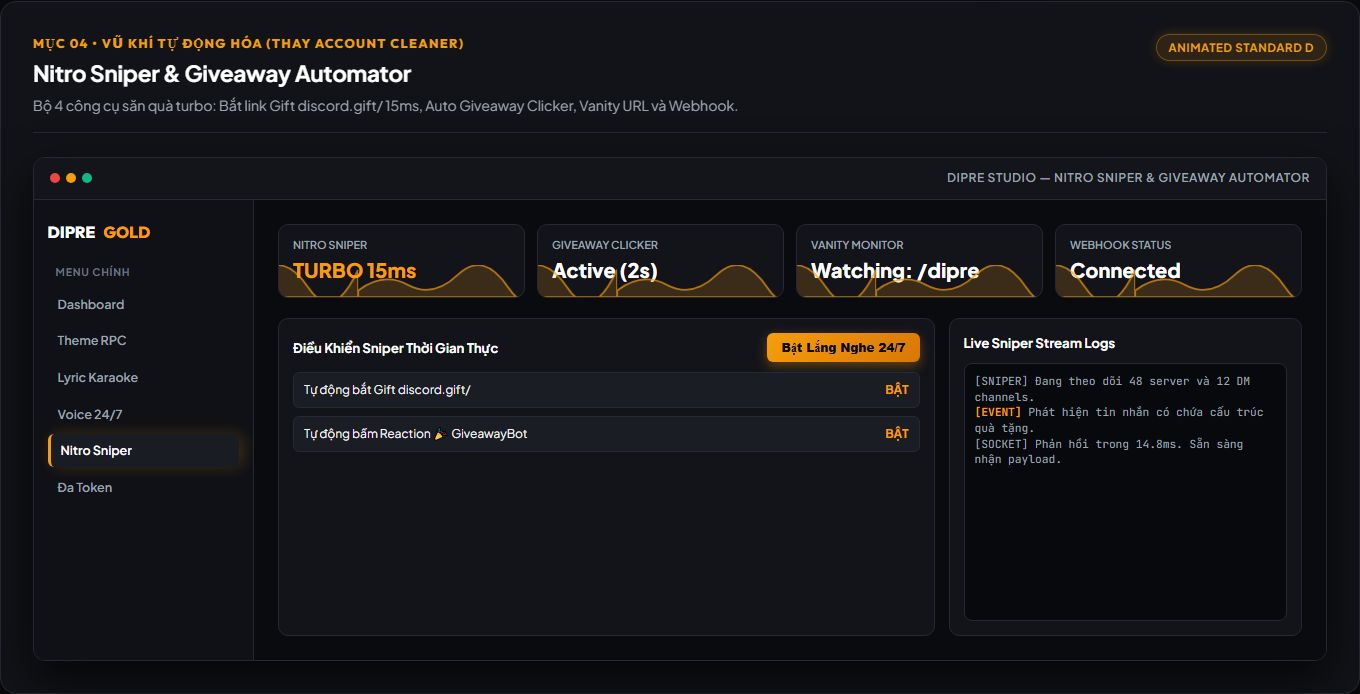 MỤC 04 • VŨ KHÍ TỰ ĐỘNG HÓA (THAY ACCOUNT CLEANER)
ANIMATED STANDARD D
Nitro Sniper & Giveaway Automator
Bộ 4 công cụ săn quà turbo: Bắt link Gift discord.gift/ 15ms, Auto Giveaway Clicker, Vanity URL và Webhook.
DIPRE STUDIO — NITRO SNIPER & GIVEAWAY AUTOMATOR
DIPRE GOLD
MENU CHÍNH
Dashboard
Theme RPC
Lyric Karaoke
Voice 24/7
Nitro Sniper
Đa Token
NITRO SNIPER
TURBO 15ms
GIVEAWAY CLICKER
Active (2s)
VANITY MONITOR
Watching: /dipre
WEBHOOK STATUS
Connected
Điều Khiển Sniper Thời Gian Thực
Bật Lắng Nghe 24/7
Tự động bắt Gift discord.gift/
BẬT
Tự động bấm Reaction 🎉 GiveawayBot
BẬT
Live Sniper Stream Logs
[SNIPER] Đang theo dõi 48 server và 12 DM
channels.
[EVENT] Phát hiện tin nhắn có chứa cấu trúc
quà tặng.
[SOCKET] Phản hồi trong 14.8ms. Sẵn sàng
nhận payload.